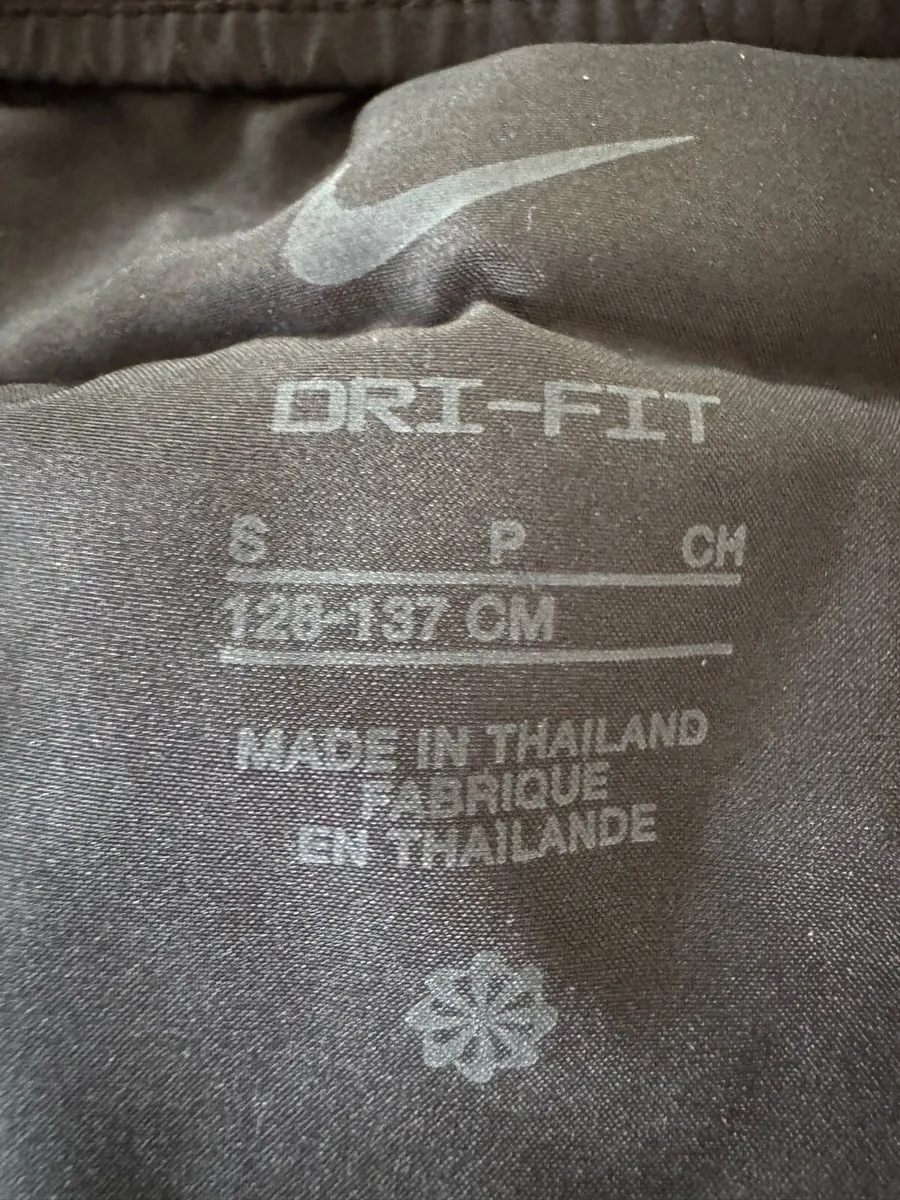 DRI-FIT
S P CH
128-137 CM
MADE IN THAILAND
FABRIQUE
EN THAILANDE